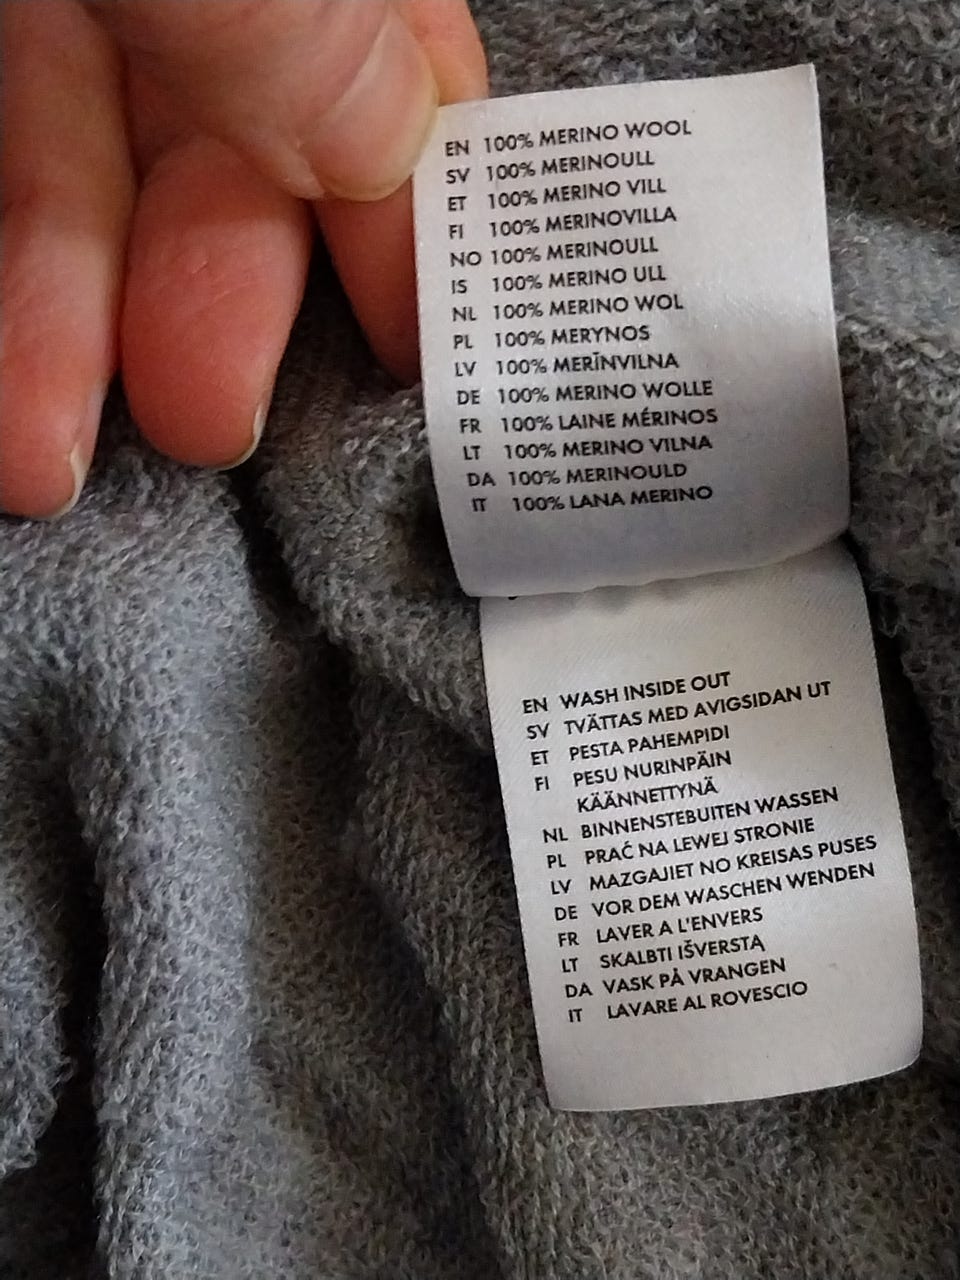 EN 100% MERINO WOOL
SV 100% MERINOULL
ET 100% MERINO VILL
FI 100% MERINOVILLA
NO 100% MERINOULL
IS 100% MERINO ULL
NL 100% MERINO WOL
PL 100% MERYNOS
LV 100% MERĪNVILNA
DE 100% MERINO WOLLE
FR 100% LAINE MÉRINOS
LT 100% MERINO VILNA
DA 100% MERINOULD
IT 100% LANA MERINO
EN WASH INSIDE OUT
SV TVÄTTAS MED AVIGSIDAN UT
ET PESTA PAHEMPIDI
FI PESU NURINPÄIN
KÄÄNNETTYNÄ
NL BINNENSTEBUITEN WASSEN
PL PRAĆ NA LEWEJ STRONIE
LV MAZGAJIET NO KREISAS PUSES
DE VOR DEM WASCHEN WENDEN
FR LAVER A L'ENVERS
LT SKALBTI IŠVERSTĄ
DA VASK PÅ VRANGEN
IT LAVARE AL ROVESCIO